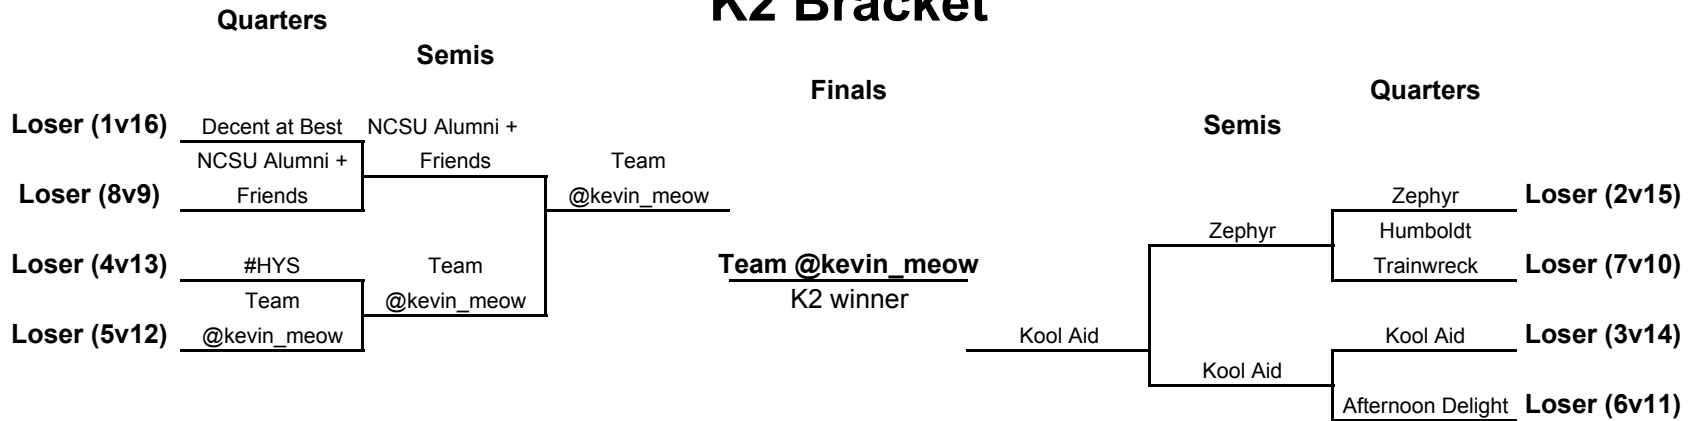 K2 Bracket
Quarters
Semis
Finals
Quarters
Semis
Loser (1v16)
Decent at Best
NCSU Alumni +
Friends
NCSU Alumni +
Friends
Loser (8v9)
Team
@kevin_meow
Loser (4v13)
#HYS
Team
@kevin_meow
Team
@kevin_meow
Loser (5v12)
Team @kevin_meow
K2 winner
Kool Aid
Zephyr
Kool Aid
Zephyr
Loser (2v15)
Humboldt
Trainwreck
Loser (7v10)
Kool Aid
Loser (3v14)
Afternoon Delight
Loser (6v11)